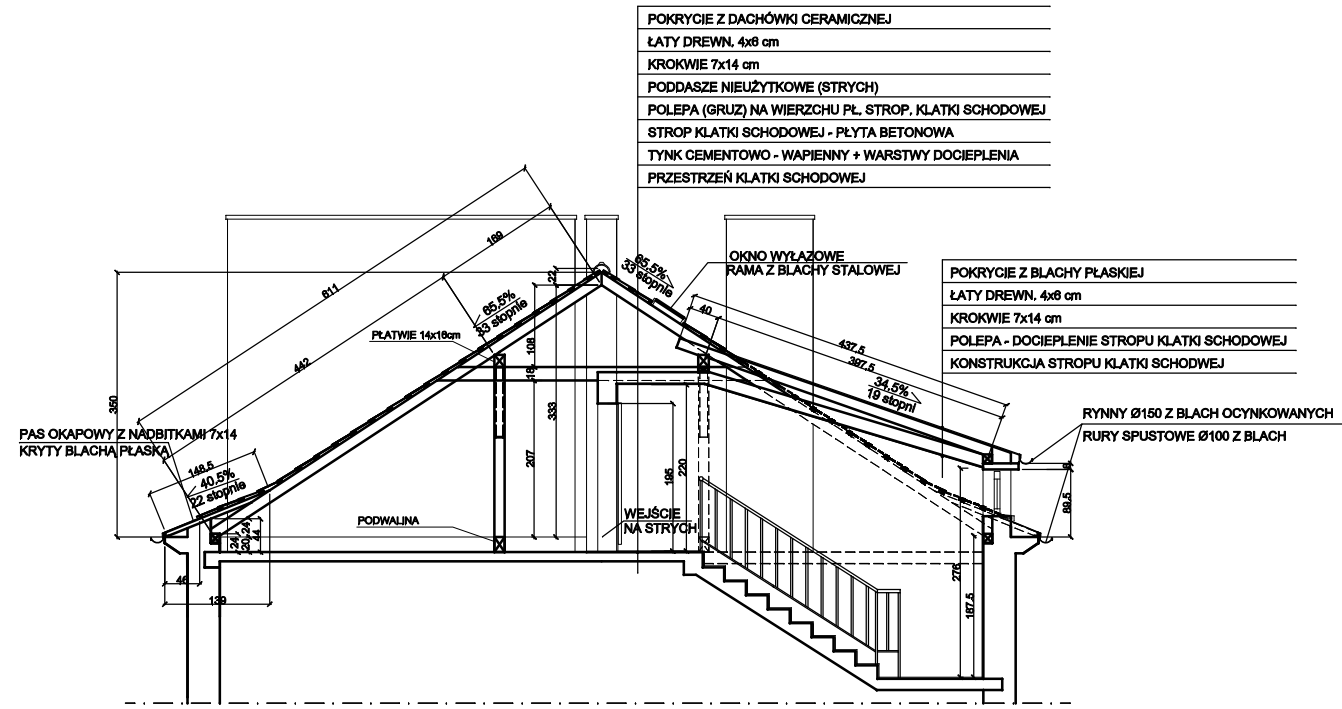 POKRYCIE Z DACHÓWKI CERAMICZNEJ
ŁATY DREWN. 4x6 cm
KROKWIE 7x14 cm
PODDASZE NIEUŻYTKOWE (STRYCH)
POLEPA (GRUZ) NA WIERZCHU PŁ. STROP. KLATKI SCHODOWEJ
STROP KLATKI SCHODOWEJ - PŁYTA BETONOWA
TYNK CEMENTOWO - WAPIENNY + WARSTWY DOCIEPLENIA
PRZESTRZEŃ KLATKI SCHODOWEJ
OKNO WYŁAZOWE
RAMA Z BLACHY STALOWEJ
POKRYCIE Z BLACHY PŁASKIEJ
ŁATY DREWN. 4x6 cm
KROKWIE 7x14 cm
POLEPA - DOCIEPLENIE STROPU KLATKI SCHODOWEJ
KONSTRUKCJA STROPU KLATKI SCHODWEJ
RYNNY Ø150 Z BLACH OCYNKOWANYCH
RURY SPUSTOWE Ø100 Z BLACH
169
611
442
65,5%
33 stopnie
22
65,5%
33 stopnie
PŁATWIE 14x16cm
108
18
333
207
350
40
437.5
397.5
34,5%
19 stopni
PAS OKAPOWY Z NADBITKAMI 7x14
KRYTY BLACHĄ PŁASKĄ
148.5
40,5%
22 stopnie
24
20
24
44
46
139
PODWALINA
WEJŚCIE
NA STRYCH
195
220
8
89.5
276
187.5